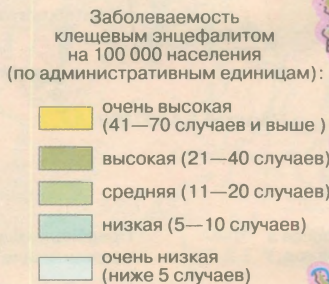 Заболеваемость
клещевым энцефалитом
на 100 000 населения
(по административным единицам):
очень высокая
(41—70 случаев и выше )
высокая (21—40 случаев)
средняя (11—20 случаев)
низкая (5—10 случаев)
очень низкая
(ниже 5 случаев)